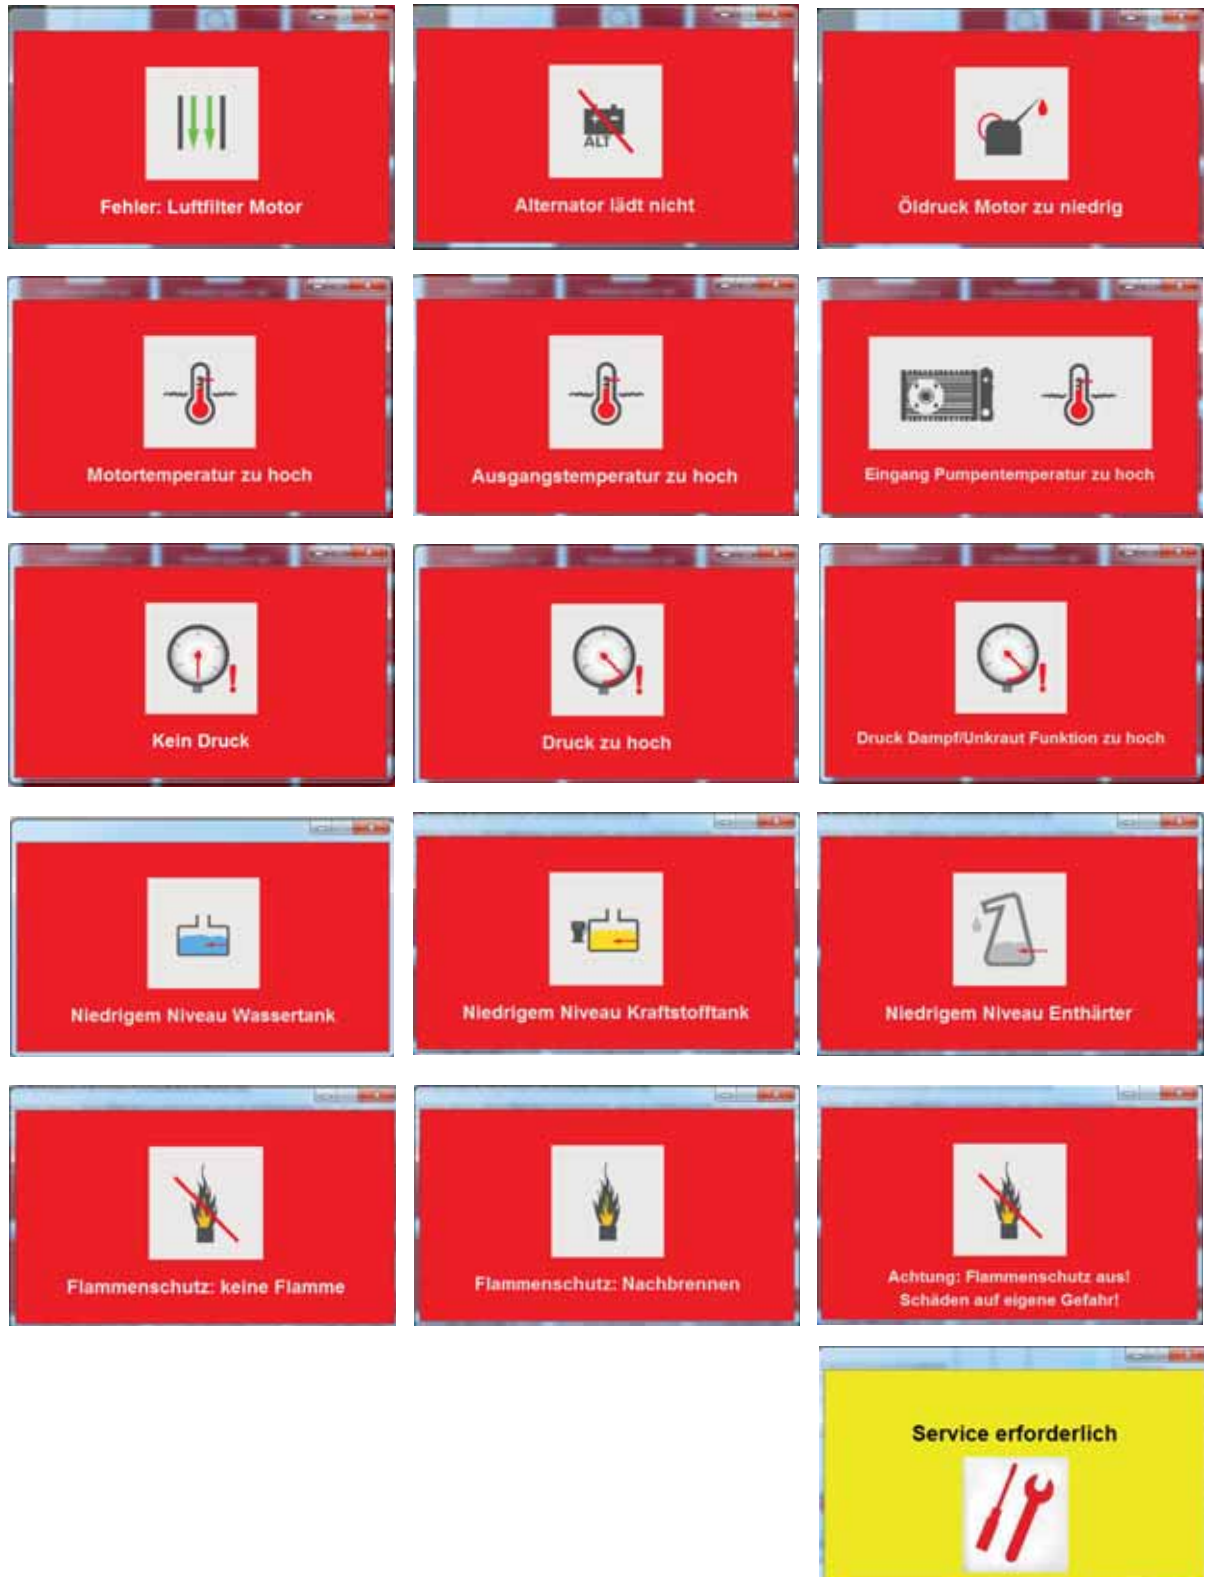 Fehler: Luftfilter Motor
ALT
Alternator lädt nicht
Öldruck Motor zu niedrig
Motortemperatur zu hoch
Ausgangstemperatur zu hoch
Eingang Pumpentemperatur zu hoch
!
Kein Druck
!
Druck zu hoch
!
Druck Dampf/Unkraut Funktion zu hoch
Niedrigem Niveau Wassertank
Niedrigem Niveau Kraftstofftank
Niedrigem Niveau Enthärter
Flammenschutz: keine Flamme
Flammenschutz: Nachbrennen
Achtung: Flammenschutz aus!
Schäden auf eigene Gefahr!
Service erforderlich